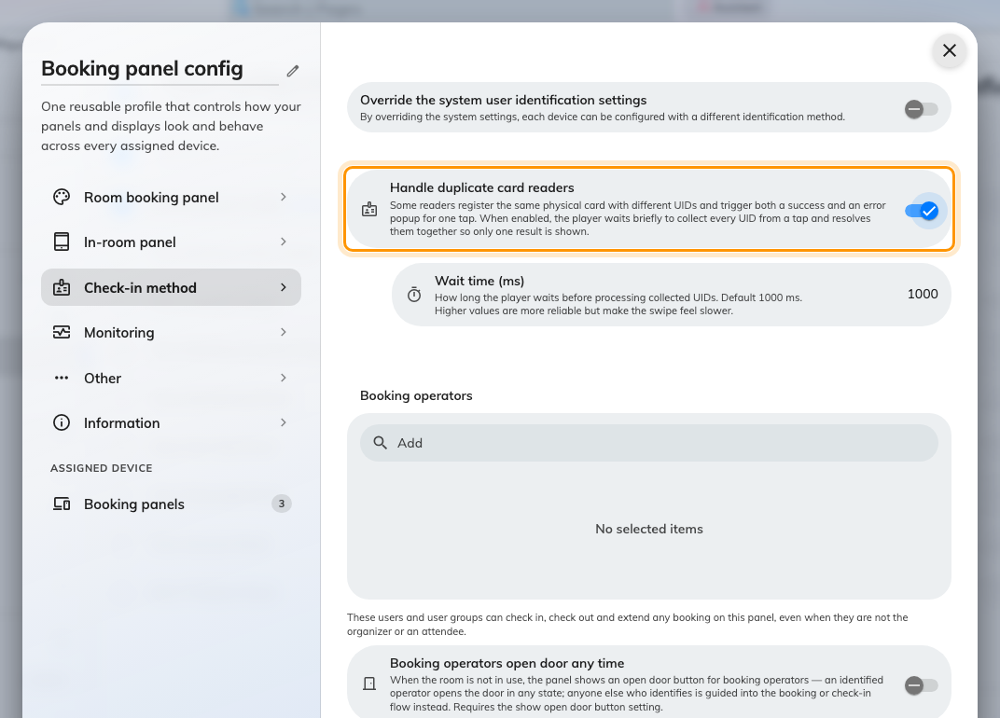 Booking panel config
One reusable profile that controls how your
panels and displays look and behave
across every assigned device.
Room booking panel
In-room panel
Check-in method
Monitoring
Other
Information
ASSIGNED DEVICE
Booking panels
3
Override the system user identification settings
By overriding the system settings, each device can be configured with a different identification method.
Handle duplicate card readers
Some readers register the same physical card with different UIDs and trigger both a success and an error
popup for one tap. When enabled, the player waits briefly to collect every UID from a tap and resolves
them together so only one result is shown.
Wait time (ms)
How long the player waits before processing collected UIDs. Default 1000 ms.
Higher values are more reliable but make the swipe feel slower.
1000
Booking operators
Add
No selected items
These users and user groups can check in, check out and extend any booking on this panel, even when they are not the
organizer or an attendee.
Booking operators open door any time
When the room is not in use, the panel shows an open door button for booking operators — an identified
operator opens the door in any state; anyone else who identifies is guided into the booking or check-in
flow instead. Requires the show open door button setting.